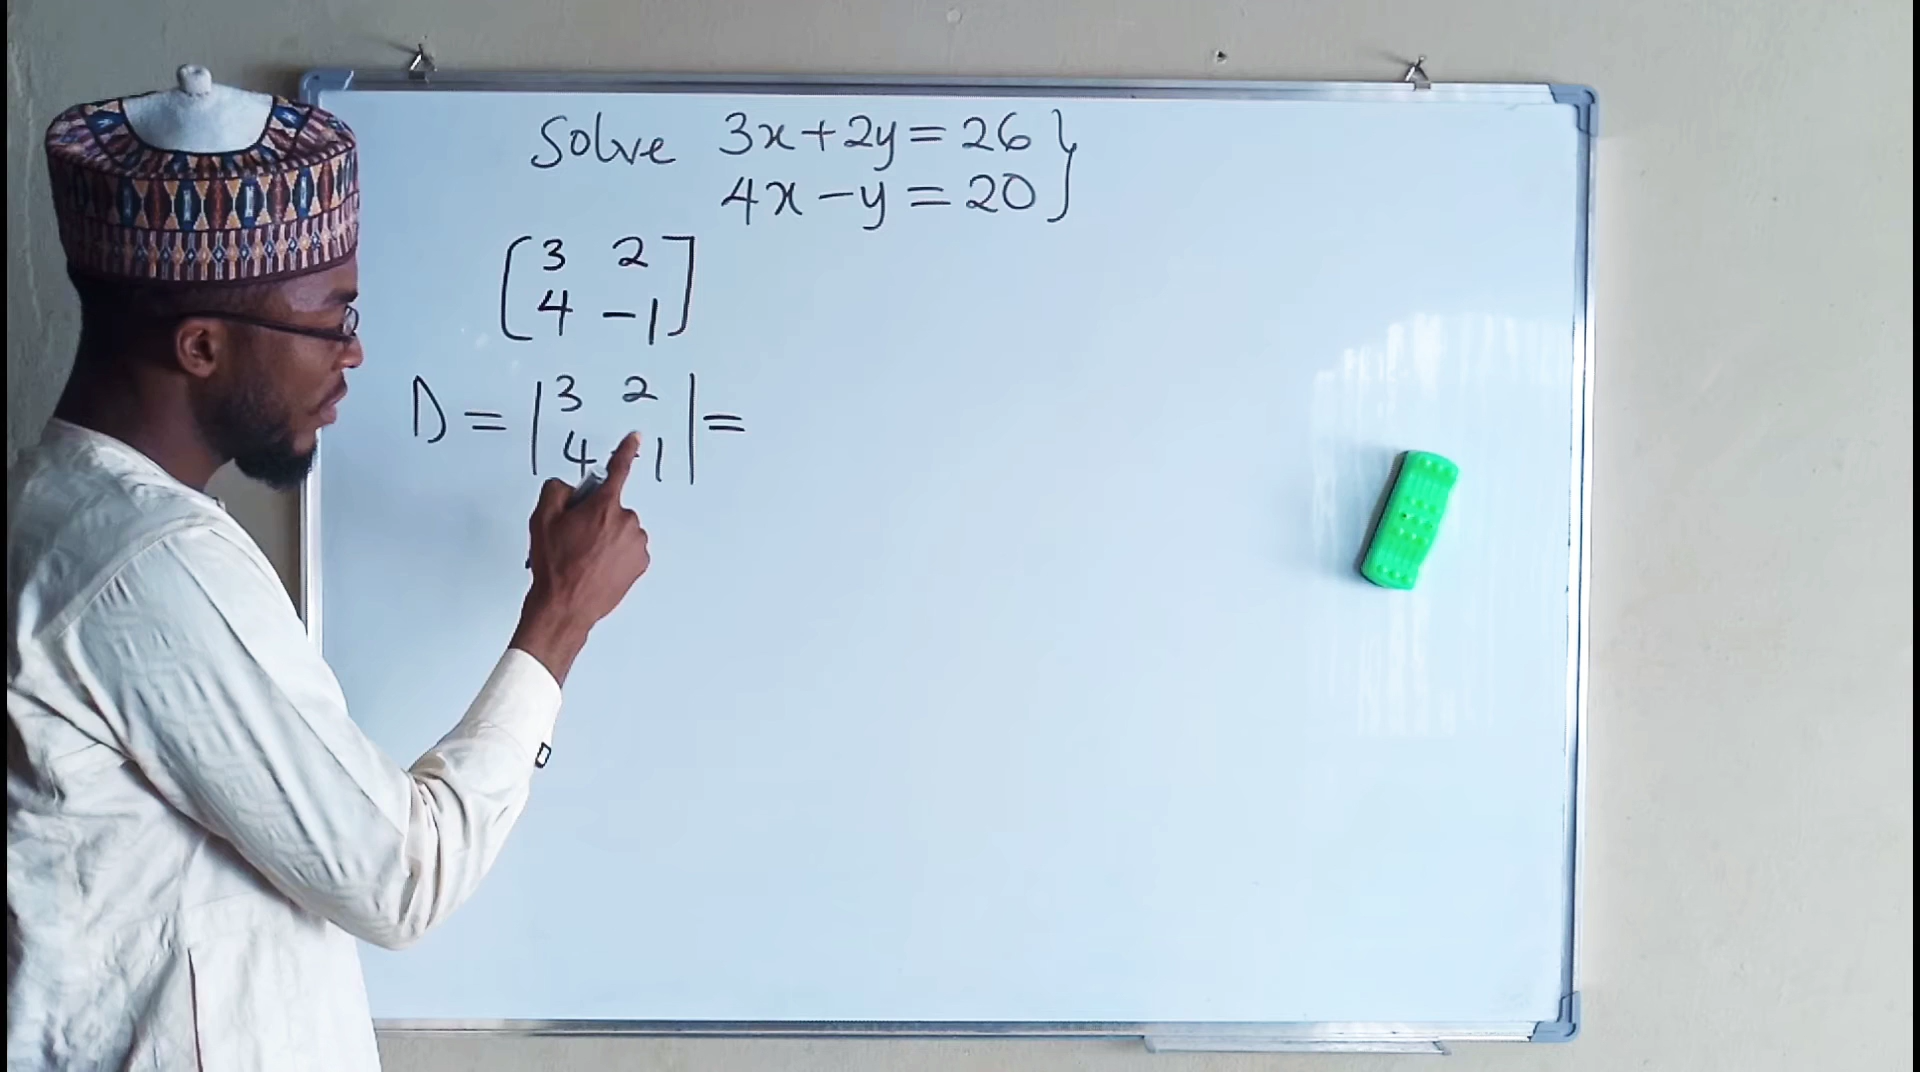 Solve 3x+2y=26}
4x-y=20
[3 2
4 -1]
D = |3 2
4 -1| =